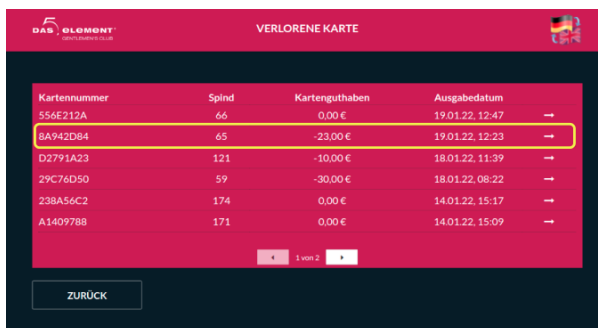 DAS ELEMENT
GENTLEMEN'S CLUB
VERLORENE KARTE
Kartennummer Spind Kartenguthaben Ausgabedatum
556E212A 66 0,00 € 19.01.22, 12:47 →
8A942D84 65 -23,00 € 19.01.22, 12:23 →
D2791A23 121 -10,00 € 18.01.22, 11:39 →
29C76D50 59 -30,00 € 18.01.22, 08:22 →
238A56C2 174 0,00 € 14.01.22, 15:17 →
A1409788 171 0,00 € 14.01.22, 15:09 →
1 von 2
ZURÜCK